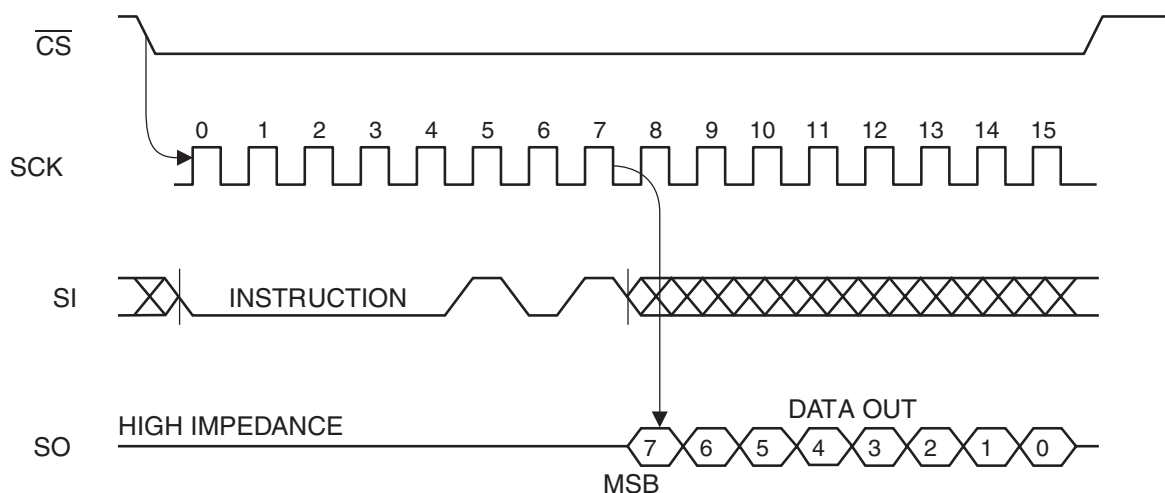 C̅S̅
0 1 2 3 4 5 6 7 8 9 10 11 12 13 14 15
SCK
SI
INSTRUCTION
HIGH IMPEDANCE
DATA OUT
SO
7 6 5 4 3 2 1 0
MSB